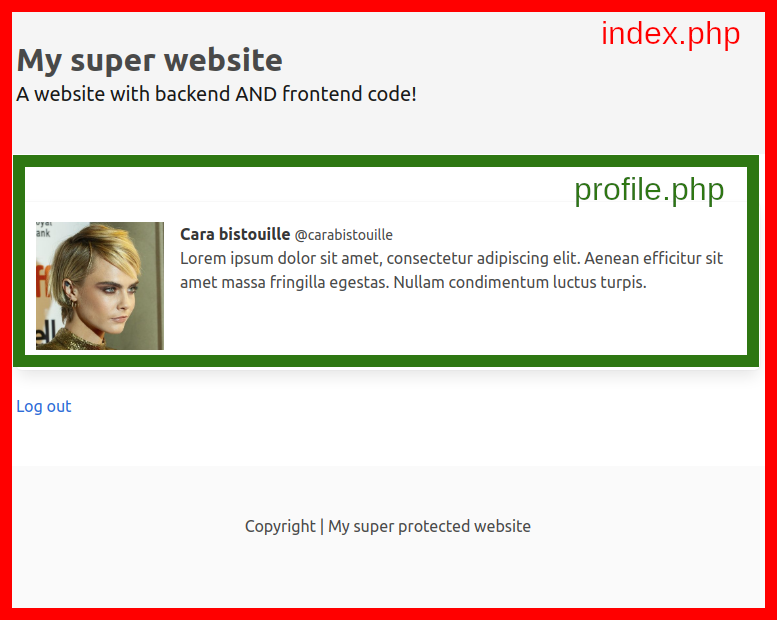 index.php
My super website
A website with backend AND frontend code!
profile.php
Cara bistouille @carabistouille
Lorem ipsum dolor sit amet, consectetur adipiscing elit. Aenean efficitur sit
amet massa fringilla egestas. Nullam condimentum luctus turpis.
Log out
Copyright | My super protected website